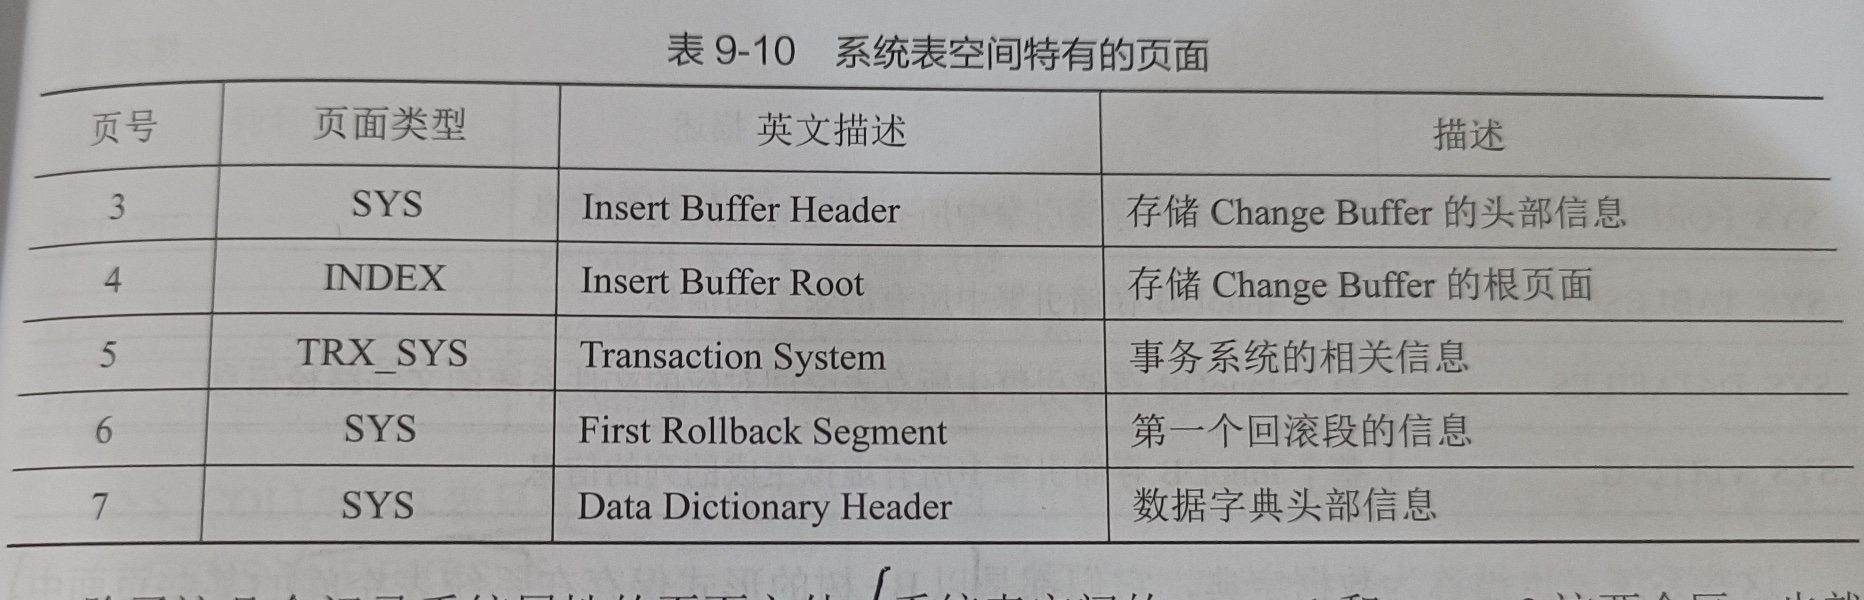 表 9-10 系统表空间特有的页面
页号 页面类型 英文描述 描述
3 SYS Insert Buffer Header 存储 Change Buffer 的头部信息
4 INDEX Insert Buffer Root 存储 Change Buffer 的根页面
5 TRX_SYS Transaction System 事务系统的相关信息
6 SYS First Rollback Segment 第一个回滚段的信息
7 SYS Data Dictionary Header 数据字典头部信息